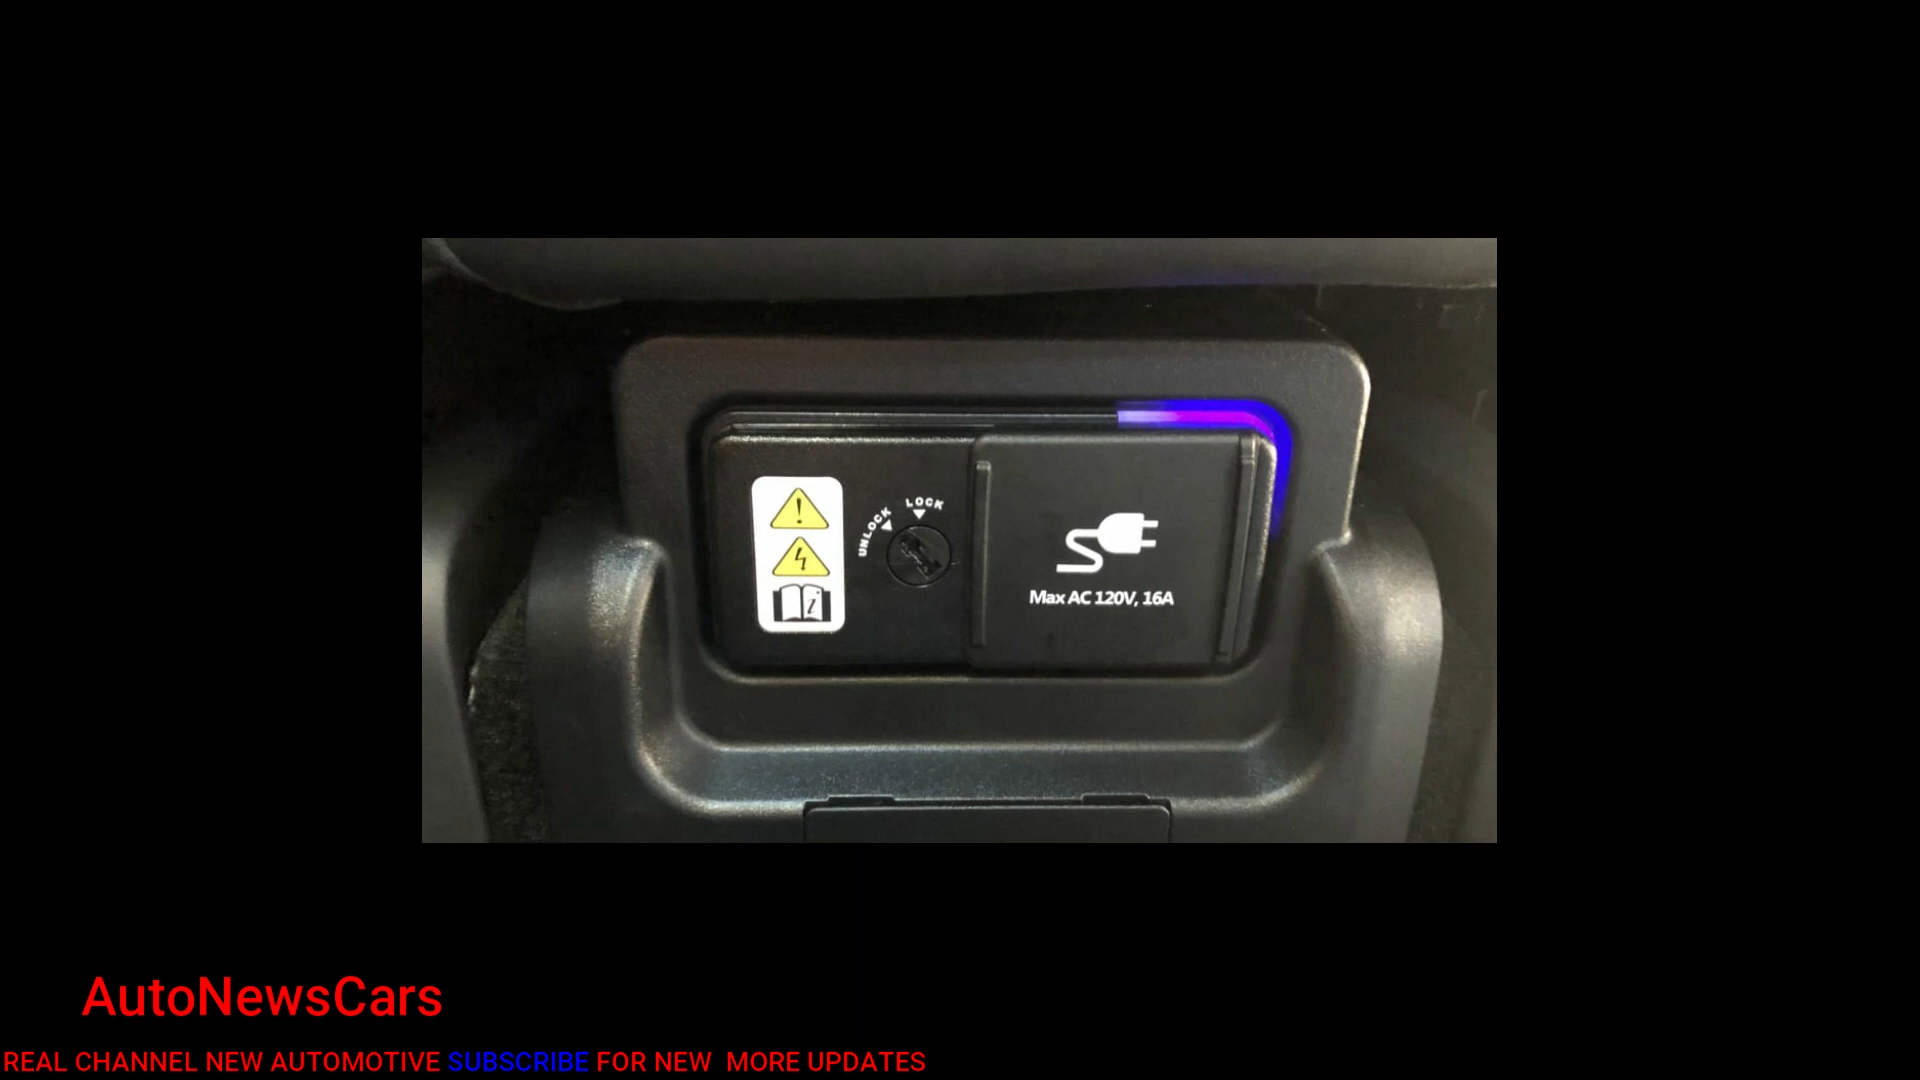 LOCK
UNLOCK
Max AC 120V, 16A
AutoNewsCars
REAL CHANNEL NEW AUTOMOTIVE SUBSCRIBE FOR NEW  MORE UPDATES